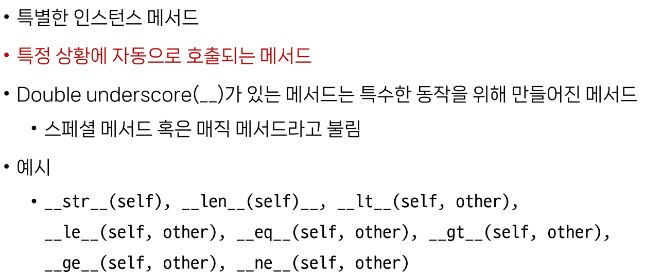 • 특별한 인스턴스 메서드
• 특정 상황에 자동으로 호출되는 메서드
• Double underscore(__)가 있는 메서드는 특수한 동작을 위해 만들어진 메서드
• 스페셜 메서드 혹은 매직 메서드라고 불림
• 예시
• __str__(self), __len__(self)__, __lt__(self, other),
__le__(self, other), __eq__(self, other), __gt__(self, other),
__ge__(self, other), __ne__(self, other)